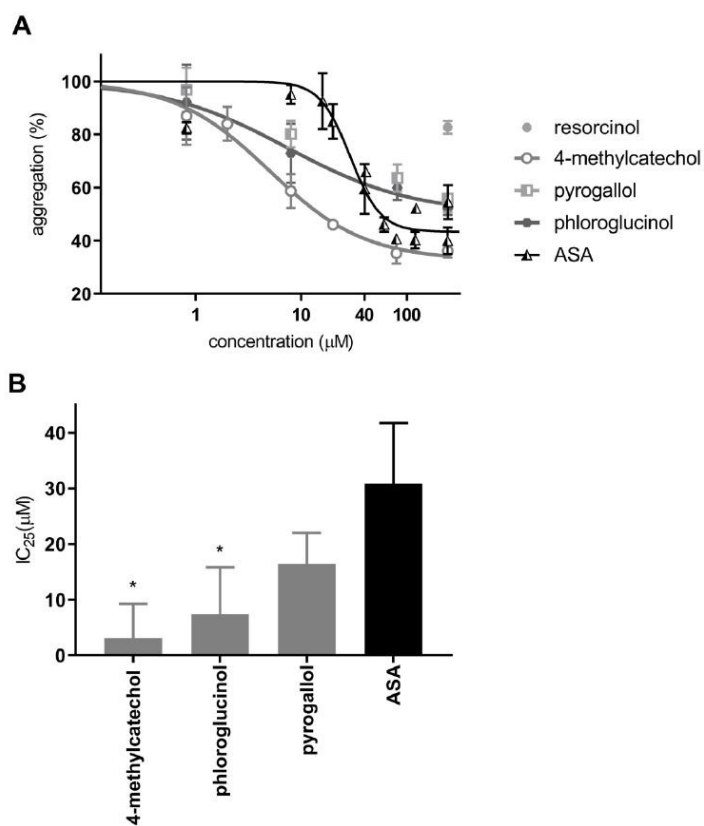 A
100
80
60
40
20
aggregation (%)
1 10 40 100
concentration (μM)
resorcinol
4-methylcatechol
pyrogallol
phloroglucinol
ASA
B
40
30
20
10
0
IC25(μM)
* *
4-methylcatechol
phloroglucinol
pyrogallol
ASA